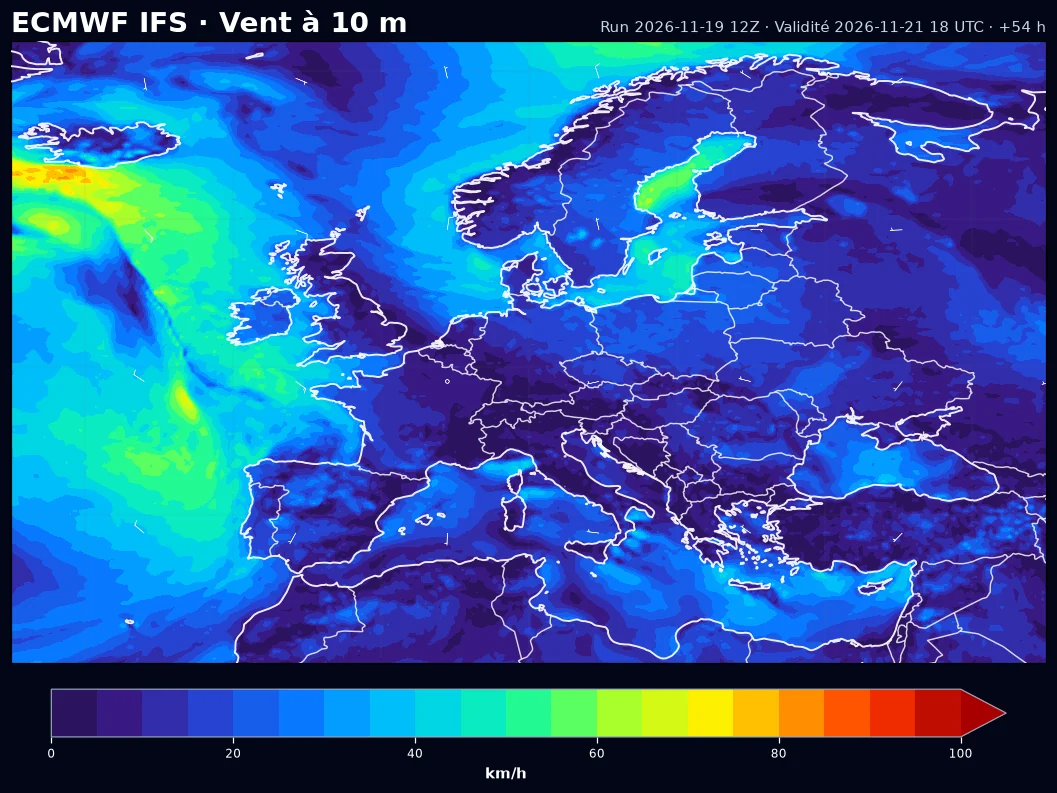 ECMWF IFS · Vent à 10 m
Run 2026-11-19 12Z · Validité 2026-11-21 18 UTC · +54 h
0 20 40 60 80 100
km/h